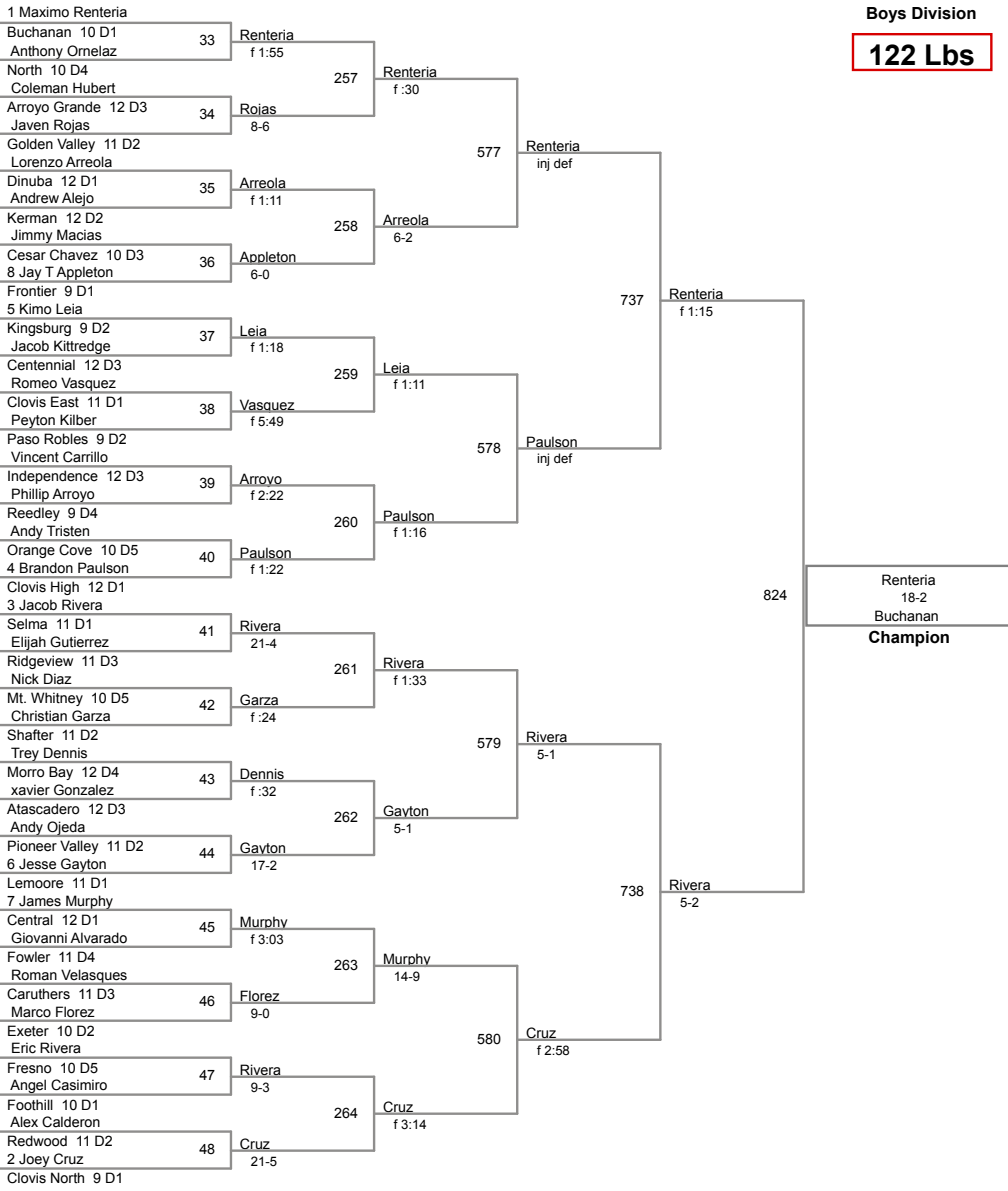 1 Maximo Renteria
Boys Division
122 Lbs
Buchanan 10 D1
33
Anthony Ornelaz
North 10 D4
Coleman Hubert
Arroyo Grande 12 D3
34
Javen Rojas
Golden Valley 11 D2
Lorenzo Arreola
Dinuba 12 D1
35
Andrew Alejo
Kerman 12 D2
Jimmy Macias
Cesar Chavez 10 D3
36
8 Jay T Appleton
Frontier 9 D1
5 Kimo Leia
Kingsburg 9 D2
37
Jacob Kittredge
Centennial 12 D3
Romeo Vasquez
Clovis East 11 D1
38
Peyton Kilber
Paso Robles 9 D2
Vincent Carrillo
Independence 12 D3
39
Phillip Arroyo
Reedley 9 D4
Andy Tristen
Orange Cove 10 D5
40
4 Brandon Paulson
Clovis High 12 D1
3 Jacob Rivera
Selma 11 D1
41
Elijah Gutierrez
Ridgeview 11 D3
Nick Diaz
Mt. Whitney 10 D5
42
Christian Garza
Shafter 11 D2
Trey Dennis
Morro Bay 12 D4
43
xavier Gonzalez
Atascadero 12 D3
Andy Ojeda
Pioneer Valley 11 D2
44
6 Jesse Gayton
Lemoore 11 D1
7 James Murphy
Central 12 D1
45
Giovanni Alvarado
Fowler 11 D4
Roman Velasques
Caruthers 11 D3
46
Marco Florez
Exeter 10 D2
Eric Rivera
Fresno 10 D5
47
Angel Casimiro
Foothill 10 D1
Alex Calderon
Redwood 11 D2
48
2 Joey Cruz
Clovis North 9 D1
Renteria
f 1:55
257
Rojas
8-6
Arreola
f 1:11
258
Appleton
6-0
Leia
f 1:18
259
Vasquez
f 5:49
Arroyo
f 2:22
260
Paulson
f 1:22
Rivera
21-4
261
Garza
f :24
Dennis
f :32
262
Gayton
17-2
Murphy
f 3:03
263
Florez
9-0
Rivera
9-3
264
Cruz
21-5
Renteria
f :30
577
Arreola
6-2
Leia
f 1:11
578
Paulson
f 1:16
Rivera
f 1:33
579
Gayton
5-1
Murphy
14-9
580
Cruz
f 3:14
Renteria
inj def
737
Paulson
inj def
Rivera
5-1
738
Cruz
f 2:58
Renteria
f 1:15
824
Rivera
5-2
Renteria
18-2
Buchanan
Champion